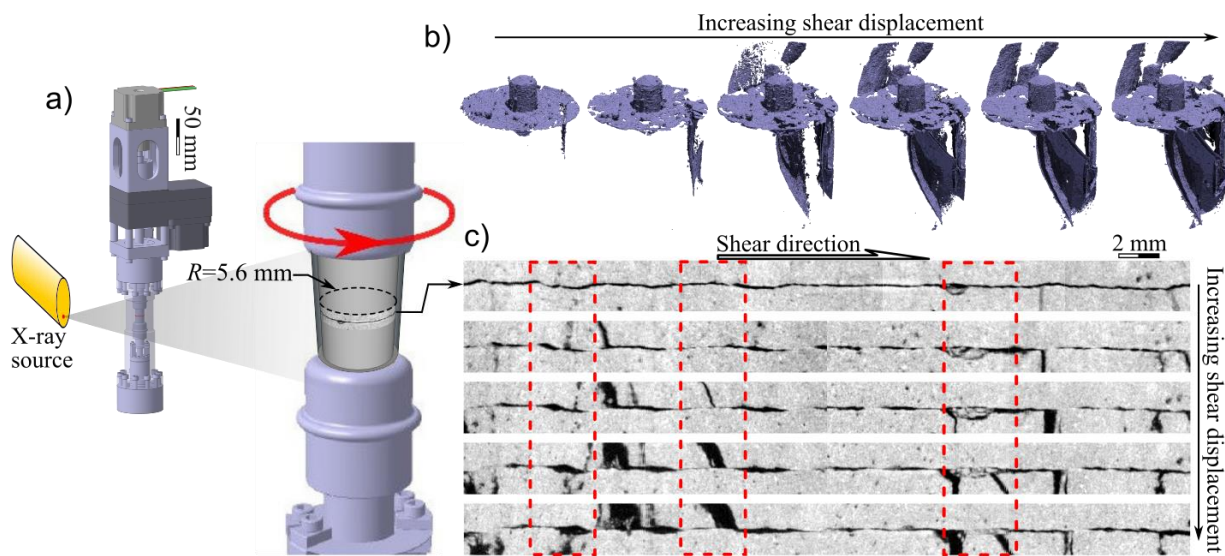 a)
50 mm
X-ray
source
R=5.6 mm
b)
Increasing shear displacement
c)
Shear direction
2 mm
Increasing shear displacement